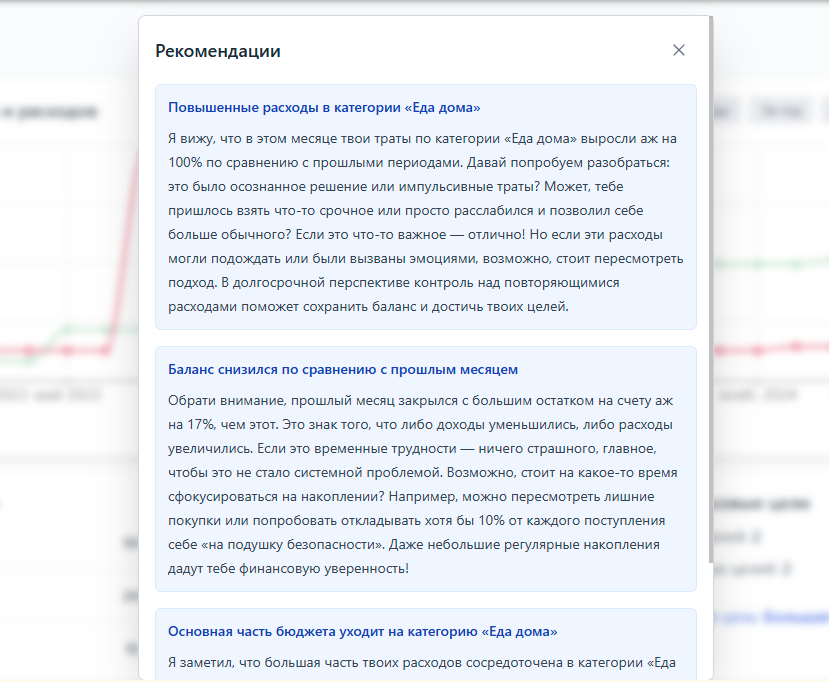 Рекомендации
Повышенные расходы в категории «Еда дома»
Я вижу, что в этом месяце твои траты по категории «Еда дома» выросли аж на
100% по сравнению с прошлыми периодами. Давай попробуем разобраться:
это было осознанное решение или импульсивные траты? Может, тебе
пришлось взять что-то срочное или просто расслабился и позволил себе
больше обычного? Если это что-то важное — отлично! Но если эти расходы
могли подождать или были вызваны эмоциями, возможно, стоит пересмотреть
подход. В долгосрочной перспективе контроль над повторяющимися
расходами поможет сохранить баланс и достичь твоих целей.
Баланс снизился по сравнению с прошлым месяцем
Обрати внимание, прошлый месяц закрылся с большим остатком на счету аж
на 17%, чем этот. Это знак того, что либо доходы уменьшились, либо расходы
увеличились. Если это временные трудности — ничего страшного, главное,
чтобы это не стало системной проблемой. Возможно, стоит на какое-то время
сфокусироваться на накоплении? Например, можно пересмотреть лишние
покупки или попробовать откладывать хотя бы 10% от каждого поступления
себе «на подушку безопасности». Даже небольшие регулярные накопления
дадут тебе финансовую уверенность!
Основная часть бюджета уходит на категорию «Еда дома»
Я заметил, что большая часть твоих расходов сосредоточена в категории «Еда